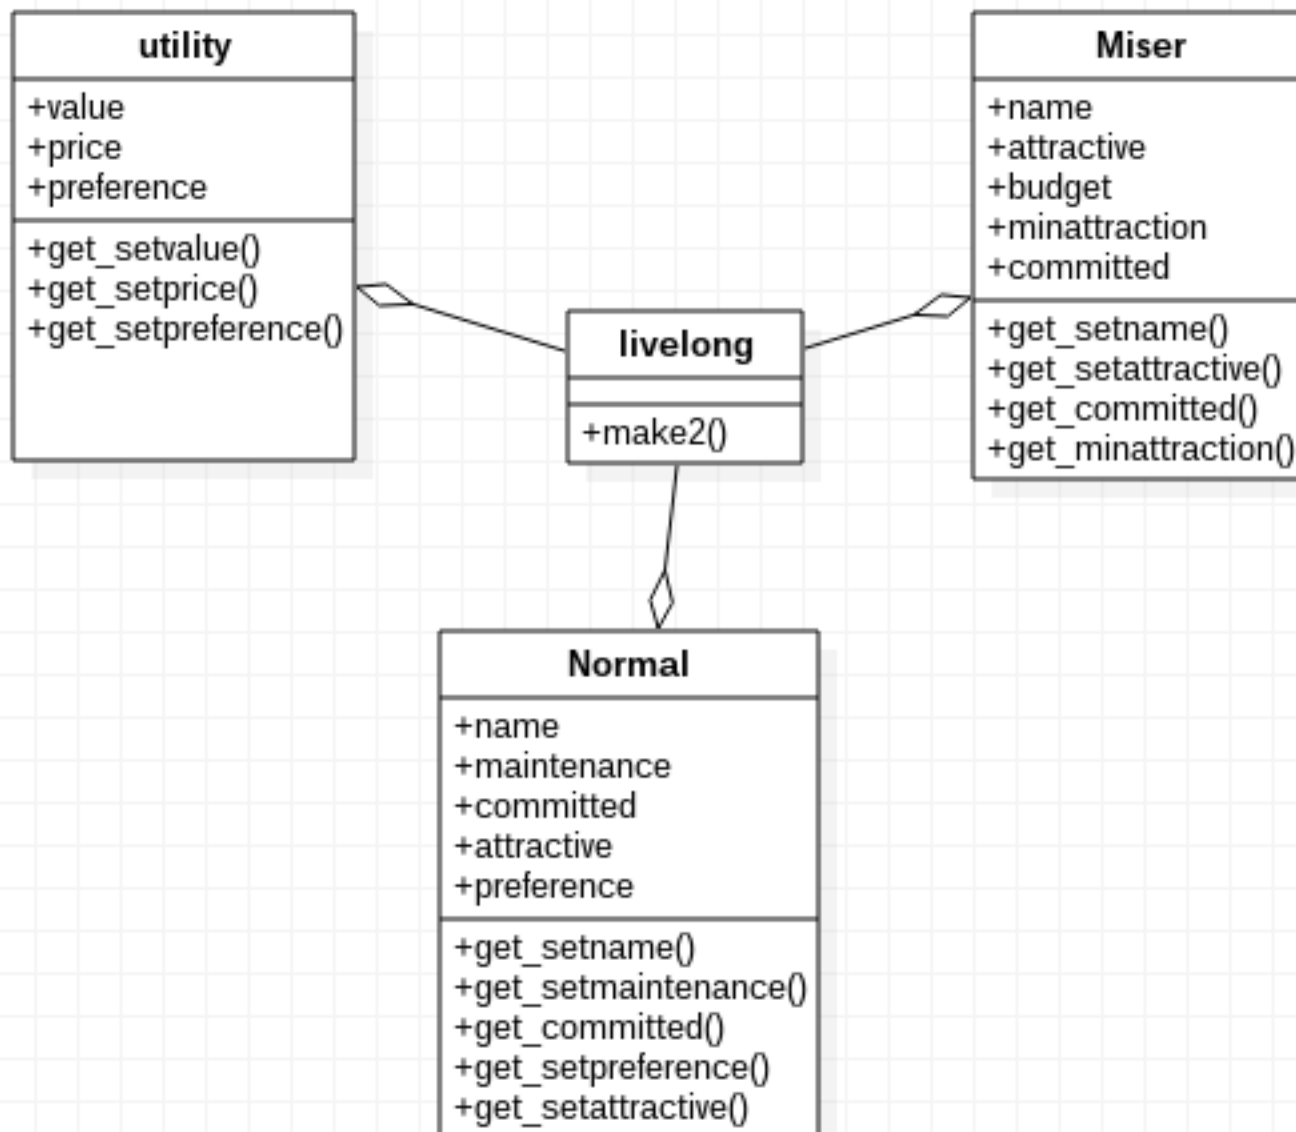 utility
+value
+price
+preference
+get_setvalue()
+get_setprice()
+get_setpreference()
Miser
+name
+attractive
+budget
+minattraction
+committed
+get_setname()
+get_setattractive()
+get_committed()
+get_minattraction()
livelong
+make2()
Normal
+name
+maintenance
+committed
+attractive
+preference
+get_setname()
+get_setmaintenance()
+get_committed()
+get_setpreference()
+get_setattractive()